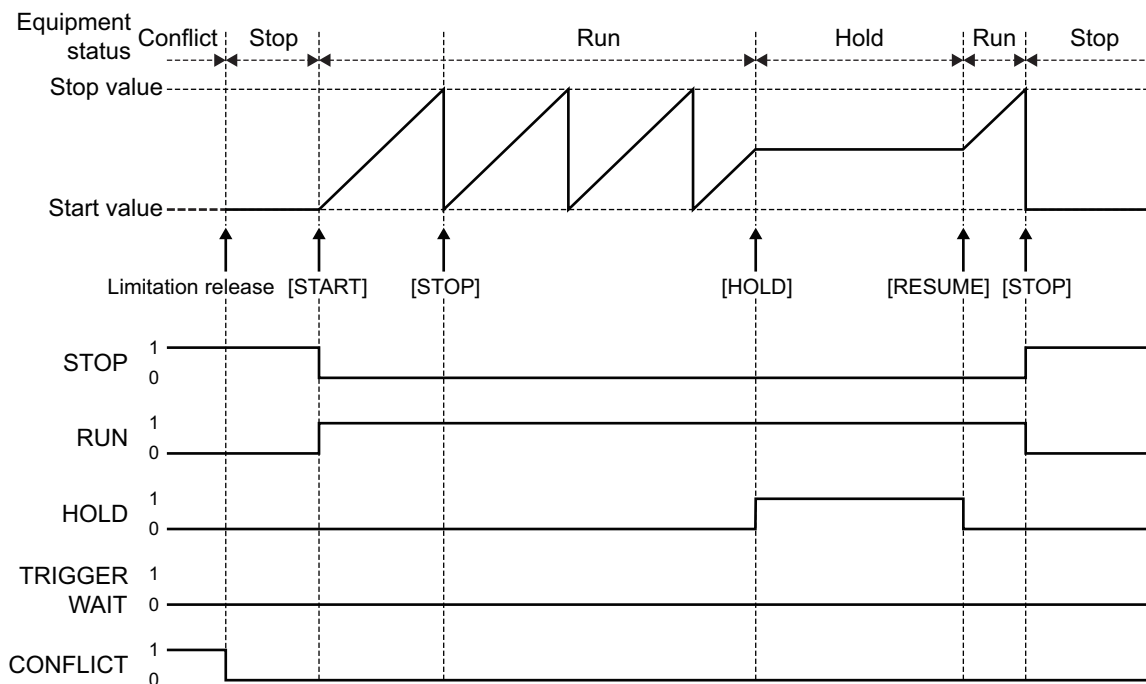 Equipment
status
Conflict Stop Run Hold Run Stop
Stop value
Start value
Limitation release [START] [STOP] [HOLD] [RESUME] [STOP]
STOP 1
0
RUN 1
0
HOLD 1
0
TRIGGER 1
WAIT 0
CONFLICT 1
0